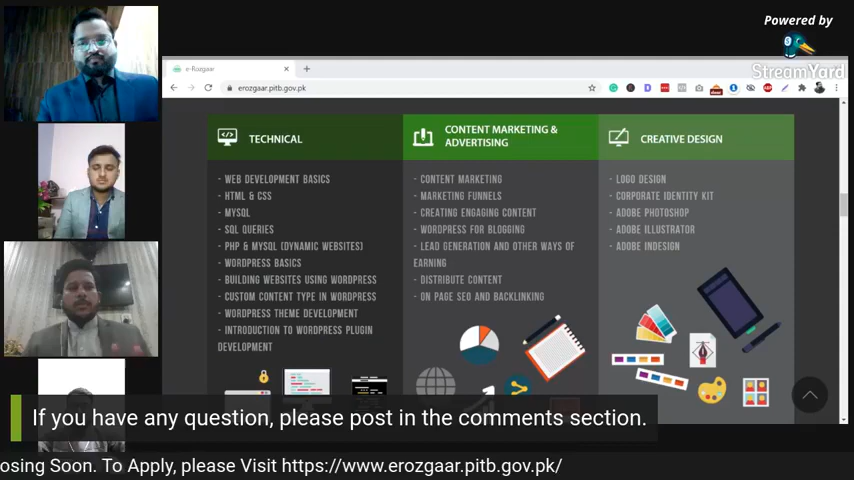 Powered by
StreamYard
e-Rozgaar
erozgaar.pitb.gov.pk
TECHNICAL
- WEB DEVELOPMENT BASICS
- HTML & CSS
- MYSQL
- SQL QUERIES
- PHP & MYSQL (DYNAMIC WEBSITES)
- WORDPRESS BASICS
- BUILDING WEBSITES USING WORDPRESS
- CUSTOM CONTENT TYPE IN WORDPRESS
- WORDPRESS THEME DEVELOPMENT
- INTRODUCTION TO WORDPRESS PLUGIN
DEVELOPMENT
CONTENT MARKETING &
ADVERTISING
- CONTENT MARKETING
- MARKETING FUNNELS
- CREATING ENGAGING CONTENT
- WORDPRESS FOR BLOGGING
- LEAD GENERATION AND OTHER WAYS OF
EARNING
- DISTRIBUTE CONTENT
- ON PAGE SEO AND BACKLINKING
CREATIVE DESIGN
- LOGO DESIGN
- CORPORATE IDENTITY KIT
- ADOBE PHOTOSHOP
- ADOBE ILLUSTRATOR
- ADOBE INDESIGN
If you have any question, please post in the comments section.
osing Soon. To Apply, please Visit https://www.erozgaar.pitb.gov.pk/